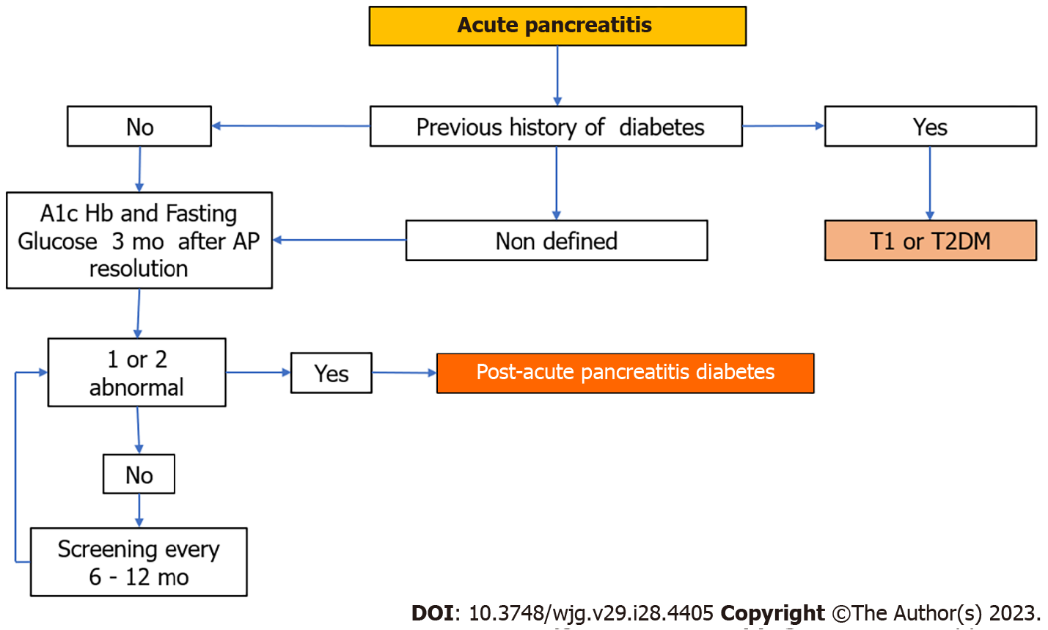 Acute pancreatitis
No
Previous history of diabetes
Yes
A1c Hb and Fasting
Glucose 3 mo after AP
resolution
Non defined
T1 or T2DM
1 or 2
abnormal
Yes
Post-acute pancreatitis diabetes
No
Screening every
6 - 12 mo
DOI: 10.3748/wjg.v29.i28.4405 Copyright ©The Author(s) 2023.